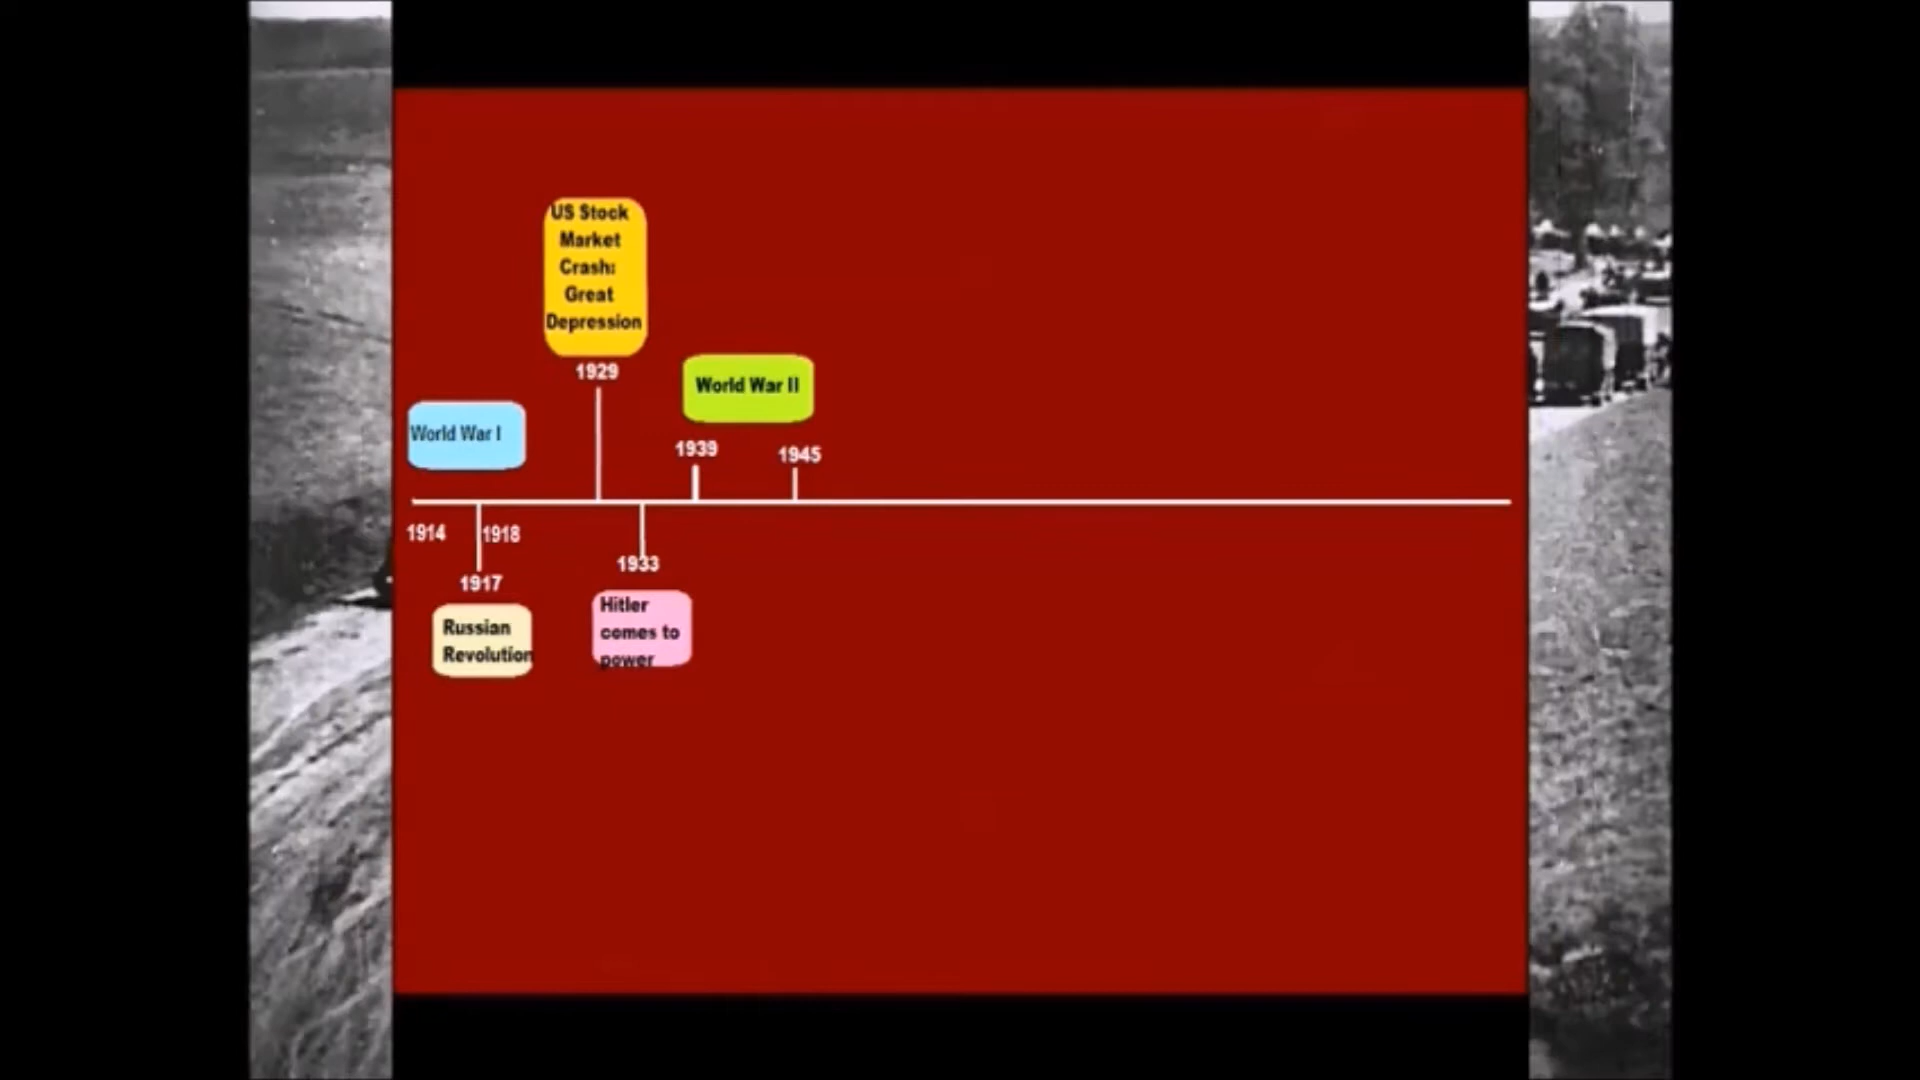 US Stock
Market
Crash:
Great
Depression
1929
World War II
World War I
1939
1945
1914
1918
1933
1917
Hitler
comes to
power
Russian
Revolution